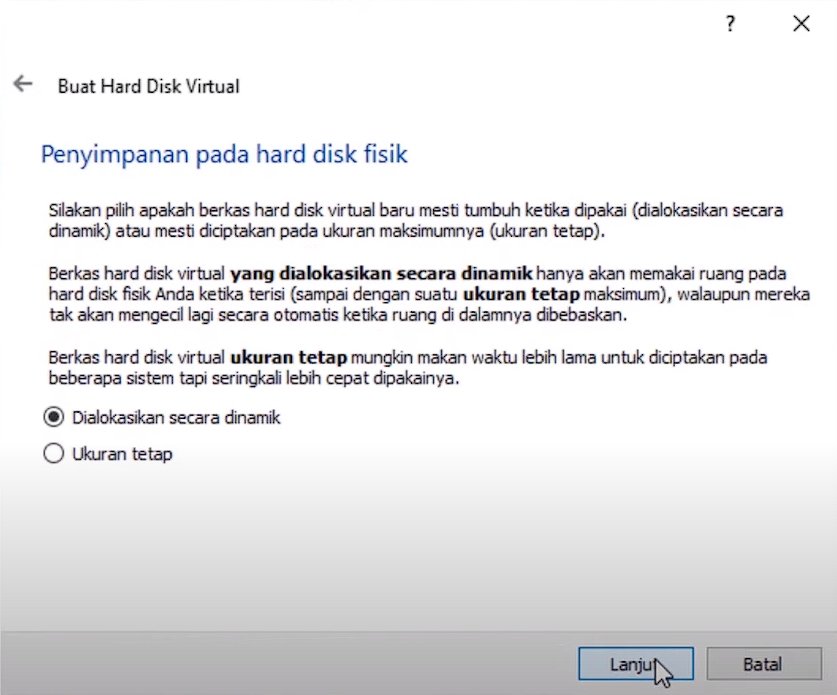 ?
Buat Hard Disk Virtual
Penyimpanan pada hard disk fisik
Silakan pilih apakah berkas hard disk virtual baru mesti tumbuh ketika dipakai (dialokasikan secara
dinamik) atau mesti diciptakan pada ukuran maksimumnya (ukuran tetap).
Berkas hard disk virtual yang dialokasikan secara dinamik hanya akan memakai ruang pada
hard disk fisik Anda ketika terisi (sampai dengan suatu ukuran tetap maksimum), walaupun mereka
tak akan mengecil lagi secara otomatis ketika ruang di dalamnya dibebaskan.
Berkas hard disk virtual ukuran tetap mungkin makan waktu lebih lama untuk diciptakan pada
beberapa sistem tapi seringkali lebih cepat dipakainya.
Dialokasikan secara dinamik
Ukuran tetap
Lanjut
Batal